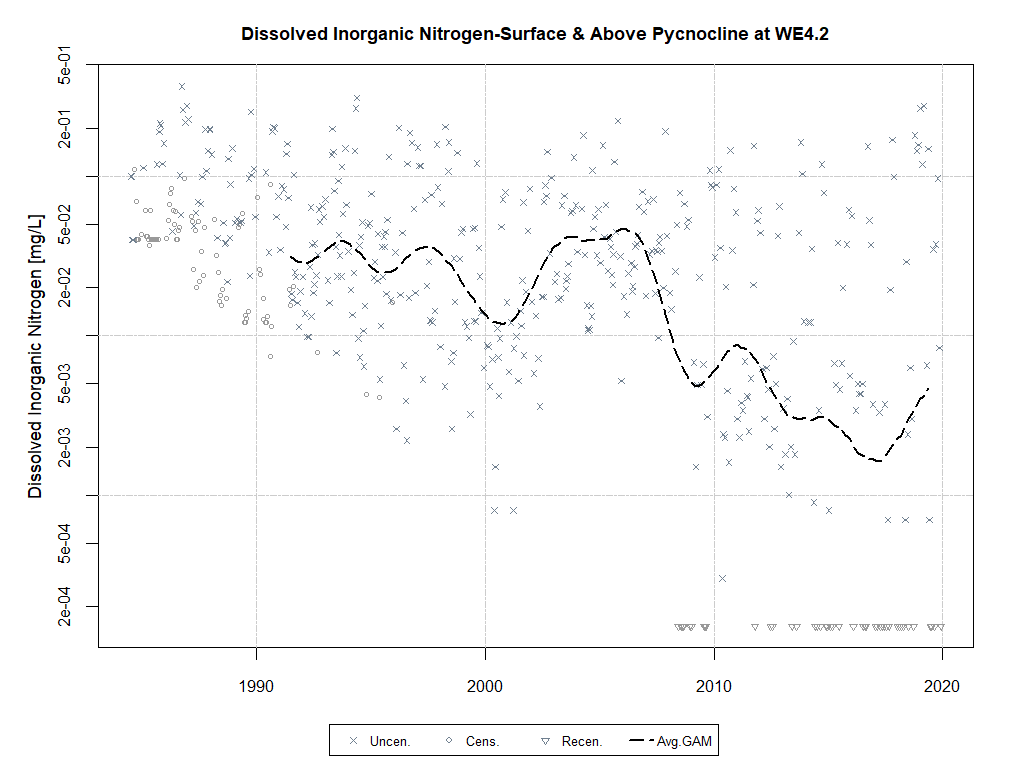 Dissolved Inorganic Nitrogen-Surface & Above Pycnocline at WE4.2
Dissolved Inorganic Nitrogen [mg/L]
5e-01
2e-01
5e-02
2e-02
5e-03
2e-03
5e-04
2e-04
1990 2000 2010 2020
Uncen. Cens. Recen. Avg.GAM